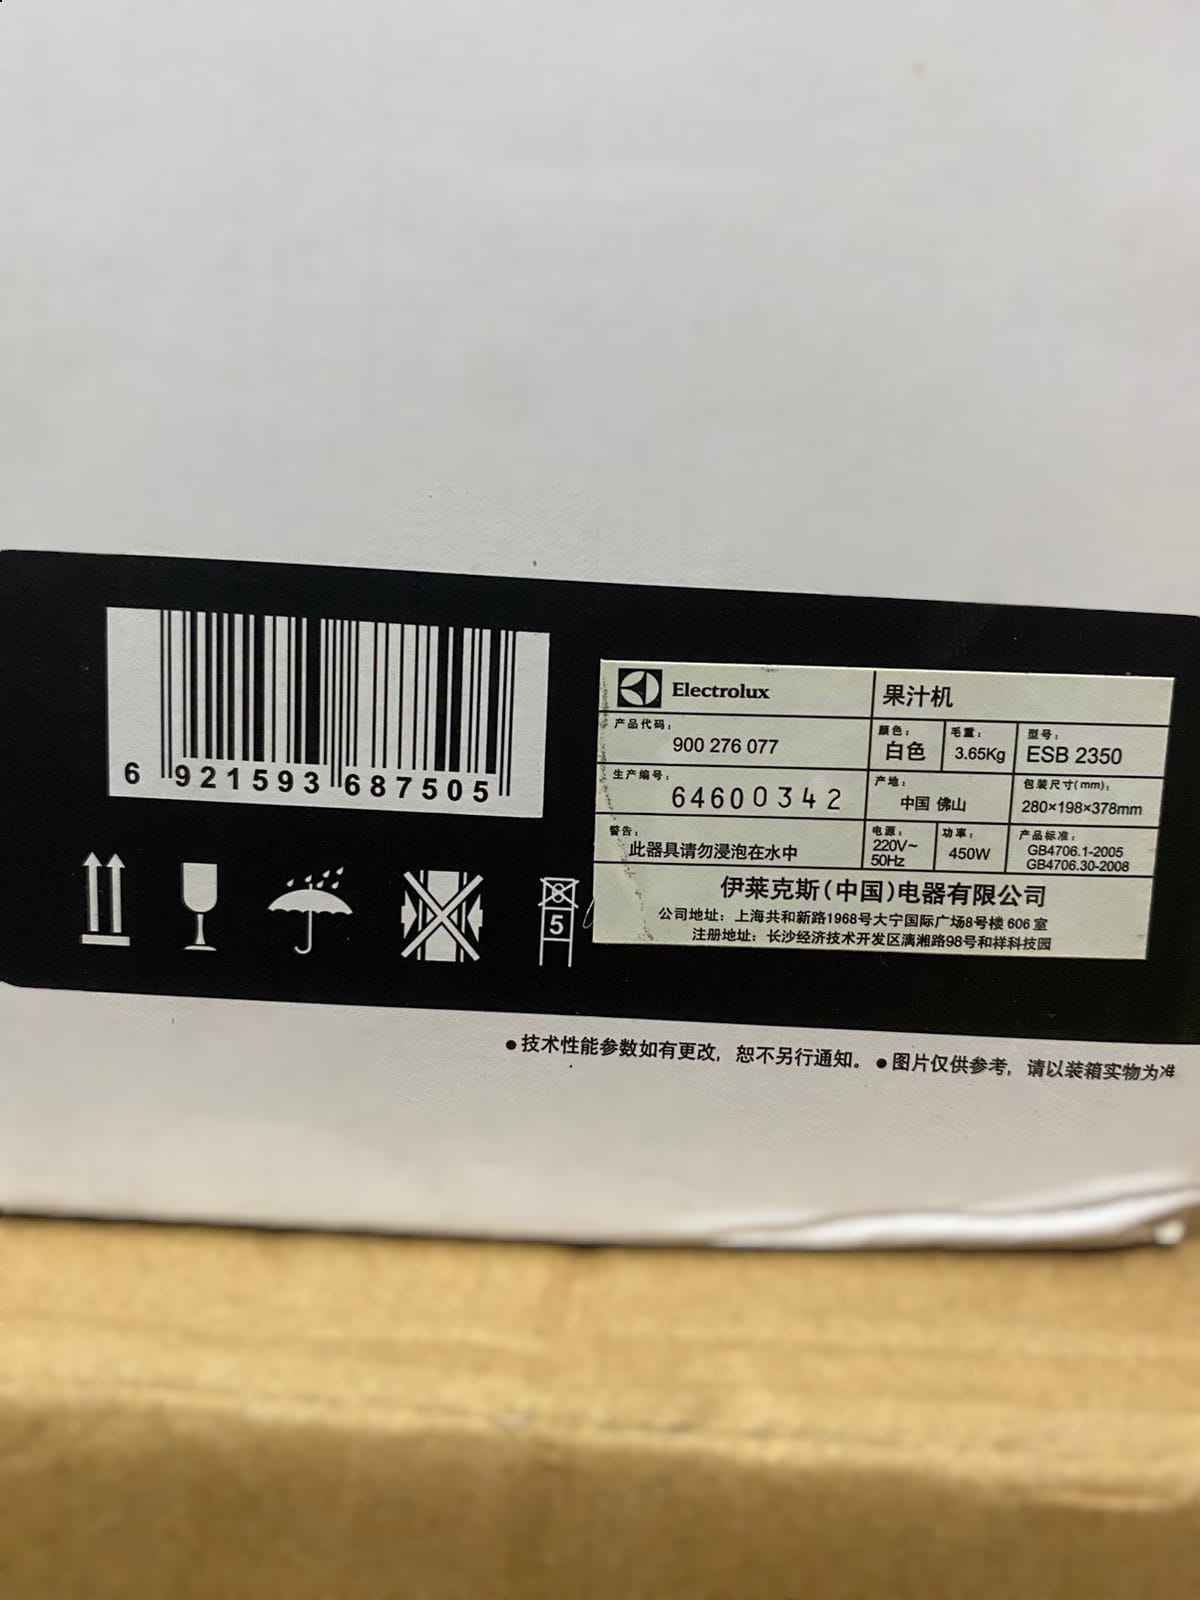 6 921593 687505
Electrolux
果汁机
产品代码：
900 276 077
颜色：
白色
毛重：
3.65Kg
型号：
ESB 2350
生产编号：
64600342
产地：
中国 佛山
包装尺寸(mm)：
280×198×378mm
警告：
此器具请勿浸泡在水中
电源：
220V~
50Hz
功率：
450W
产品标准：
GB4706.1-2005
GB4706.30-2008
伊莱克斯(中国)电器有限公司
公司地址：上海共和新路1968号大宁国际广场8号楼 606 室
注册地址：长沙经济技术开发区漓湘路98号和祥科技园
8
5
●技术性能参数如有更改，恕不另行通知。●图片仅供参考，请以装箱实物为准